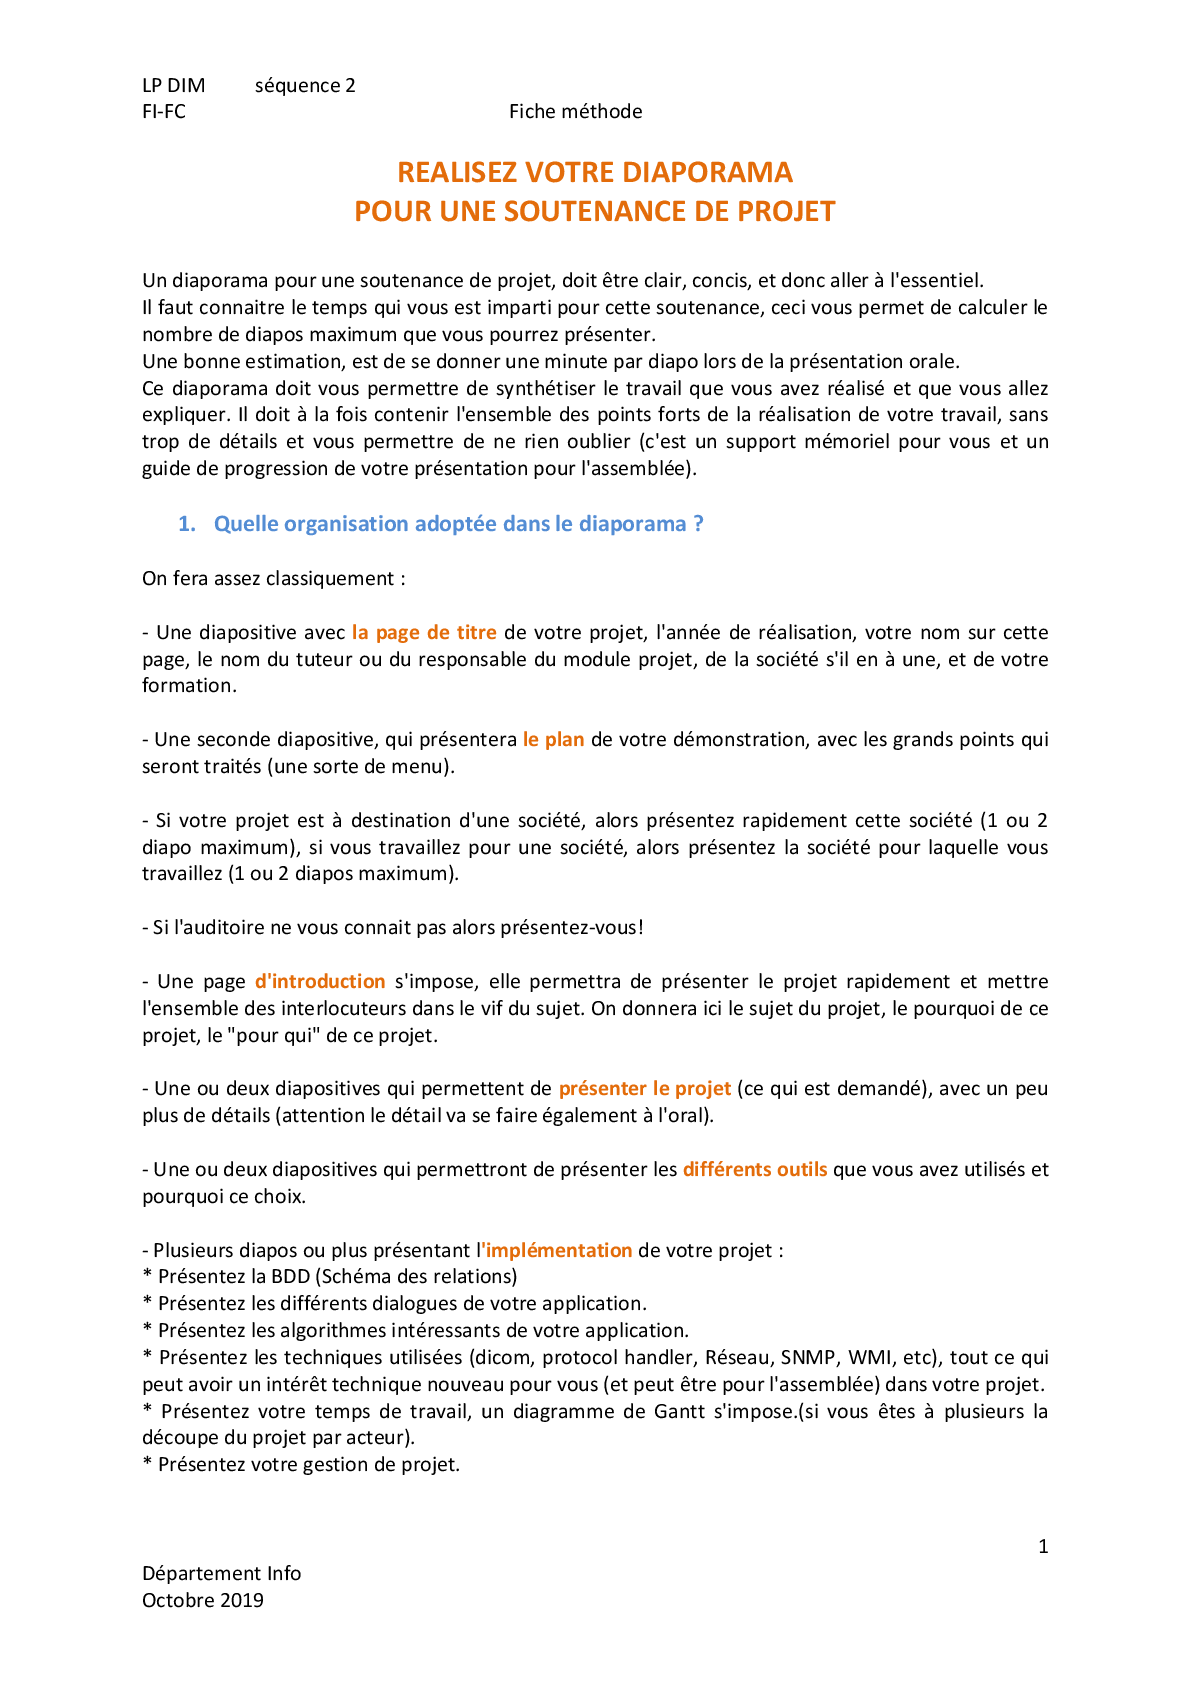 LP DIM séquence 2
FI-FC Fiche méthode
REALISEZ VOTRE DIAPORAMA
POUR UNE SOUTENANCE DE PROJET
Un diaporama pour une soutenance de projet, doit être clair, concis, et donc aller à l'essentiel.
Il faut connaitre le temps qui vous est imparti pour cette soutenance, ceci vous permet de calculer le
nombre de diapos maximum que vous pourrez présenter.
Une bonne estimation, est de se donner une minute par diapo lors de la présentation orale.
Ce diaporama doit vous permettre de synthétiser le travail que vous avez réalisé et que vous allez
expliquer. Il doit à la fois contenir l'ensemble des points forts de la réalisation de votre travail, sans
trop de détails et vous permettre de ne rien oublier (c'est un support mémoriel pour vous et un
guide de progression de votre présentation pour l'assemblée).
1. Quelle organisation adoptée dans le diaporama ?
On fera assez classiquement :
- Une diapositive avec la page de titre de votre projet, l'année de réalisation, votre nom sur cette
page, le nom du tuteur ou du responsable du module projet, de la société s'il en à une, et de votre
formation.
- Une seconde diapositive, qui présentera le plan de votre démonstration, avec les grands points qui
seront traités (une sorte de menu).
- Si votre projet est à destination d'une société, alors présentez rapidement cette société (1 ou 2
diapo maximum), si vous travaillez pour une société, alors présentez la société pour laquelle vous
travaillez (1 ou 2 diapos maximum).
- Si l'auditoire ne vous connait pas alors présentez-vous!
- Une page d'introduction s'impose, elle permettra de présenter le projet rapidement et mettre
l'ensemble des interlocuteurs dans le vif du sujet. On donnera ici le sujet du projet, le pourquoi de ce
projet, le "pour qui" de ce projet.
- Une ou deux diapositives qui permettent de présenter le projet (ce qui est demandé), avec un peu
plus de détails (attention le détail va se faire également à l'oral).
- Une ou deux diapositives qui permettront de présenter les différents outils que vous avez utilisés et
pourquoi ce choix.
- Plusieurs diapos ou plus présentant l'implémentation de votre projet :
* Présentez la BDD (Schéma des relations)
* Présentez les différents dialogues de votre application.
* Présentez les algorithmes intéressants de votre application.
* Présentez les techniques utilisées (dicom, protocol handler, Réseau, SNMP, WMI, etc), tout ce qui
peut avoir un intérêt technique nouveau pour vous (et peut être pour l'assemblée) dans votre projet.
* Présentez votre temps de travail, un diagramme de Gantt s'impose.(si vous êtes à plusieurs la
découpe du projet par acteur).
* Présentez votre gestion de projet.
1
Département Info
Octobre 2019